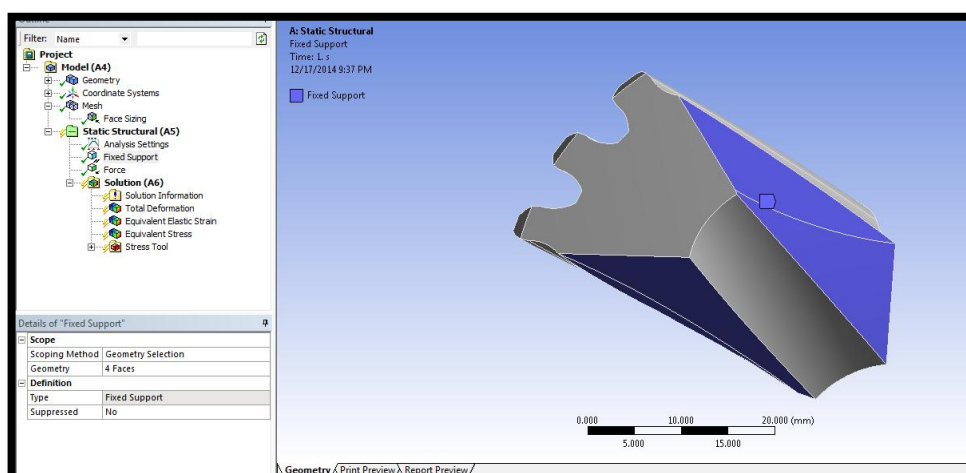 Filter: Name
Project
Model (A4)
Geometry
Coordinate Systems
Mesh
Face Sizing
Static Structural (A5)
Analysis Settings
Fixed Support
Force
Solution (A6)
Solution Information
Total Deformation
Equivalent Elastic Strain
Equivalent Stress
Stress Tool
Details of "Fixed Support"
Scope
Scoping Method Geometry Selection
Geometry 4 Faces
Definition
Type Fixed Support
Suppressed No
A: Static Structural
Fixed Support
Time: 1. s
12/17/2014 9:37 PM
Fixed Support
0.000 10.000 20.000 (mm)
5.000 15.000
Geometry Print Preview Report Preview